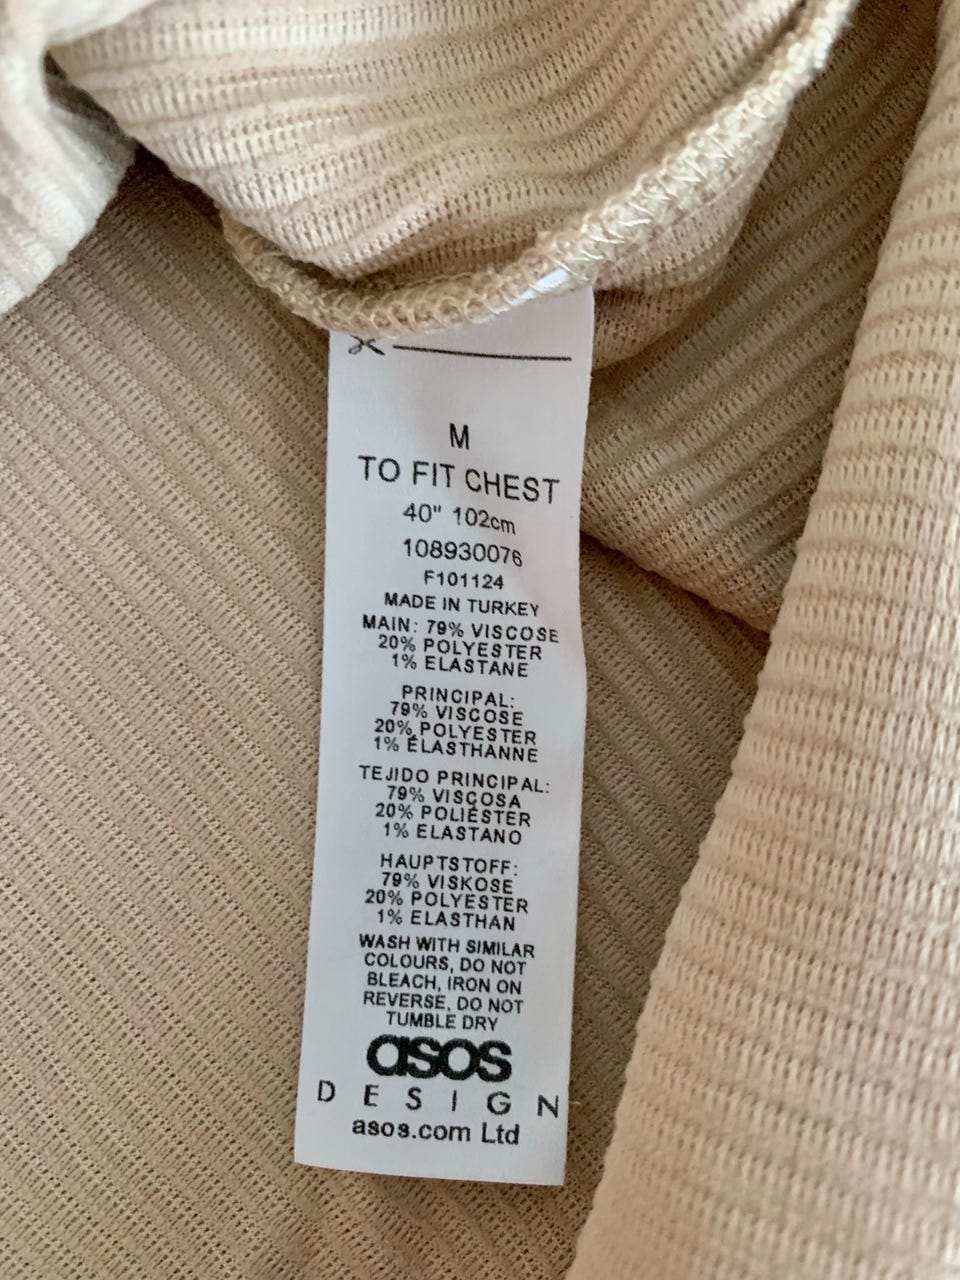 M
TO FIT CHEST
40" 102cm
108930076
F101124
MADE IN TURKEY
MAIN: 79% VISCOSE
20% POLYESTER
1% ELASTANE
PRINCIPAL:
79% VISCOSE
20% POLYESTER
1% ÉLASTHANNE
TEJIDO PRINCIPAL:
79% VISCOSA
20% POLIÉSTER
1% ELASTANO
HAUPTSTOFF:
79% VISKOSE
20% POLYESTER
1% ELASTHAN
WASH WITH SIMILAR
COLOURS, DO NOT
BLEACH, IRON ON
REVERSE, DO NOT
TUMBLE DRY
asos
DESIGN
asos.com Ltd